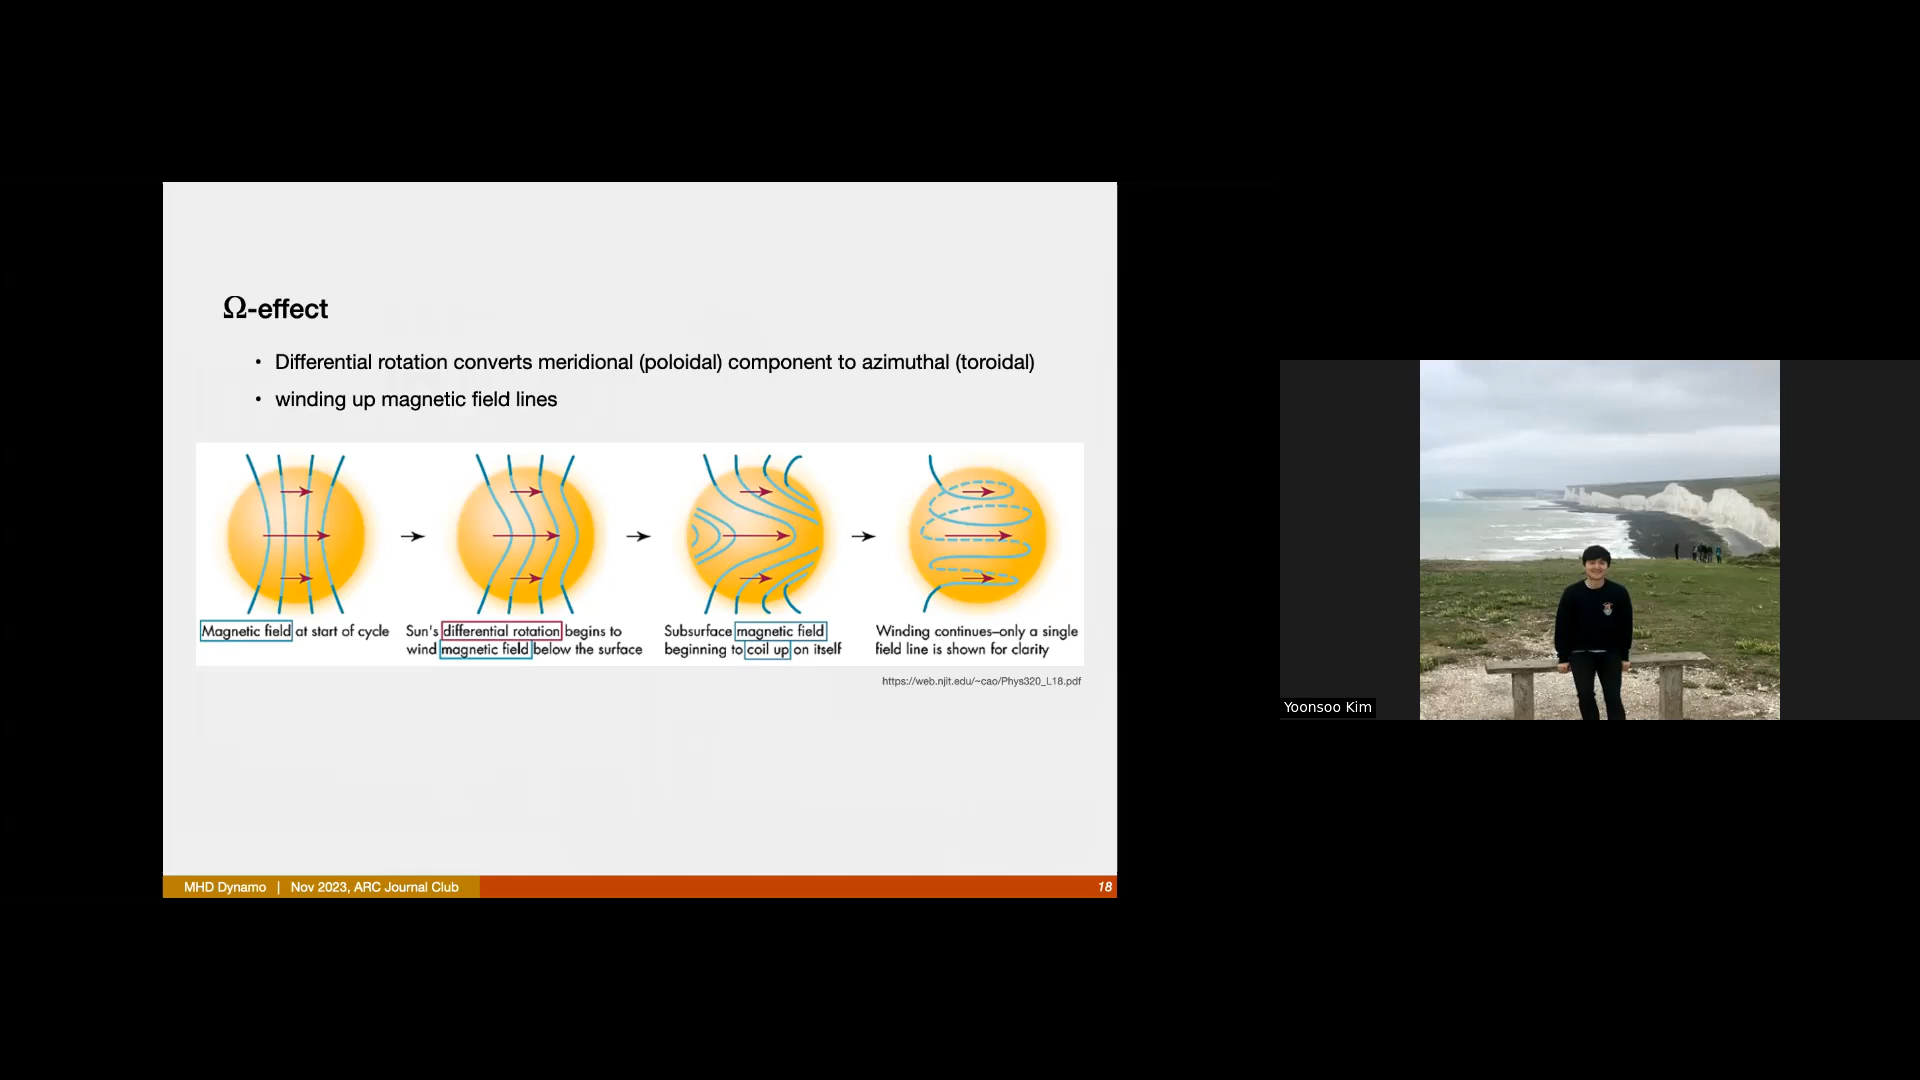 Ω-effect
• Differential rotation converts meridional (poloidal) component to azimuthal (toroidal)
• winding up magnetic field lines
Magnetic field at start of cycle
Sun's differential rotation begins to
wind magnetic field below the surface
Subsurface magnetic field
beginning to coil up on itself
Winding continues–only a single
field line is shown for clarity
https://web.njit.edu/~cao/Phys320_L18.pdf
MHD Dynamo | Nov 2023, ARC Journal Club
18
Yoonsoo Kim